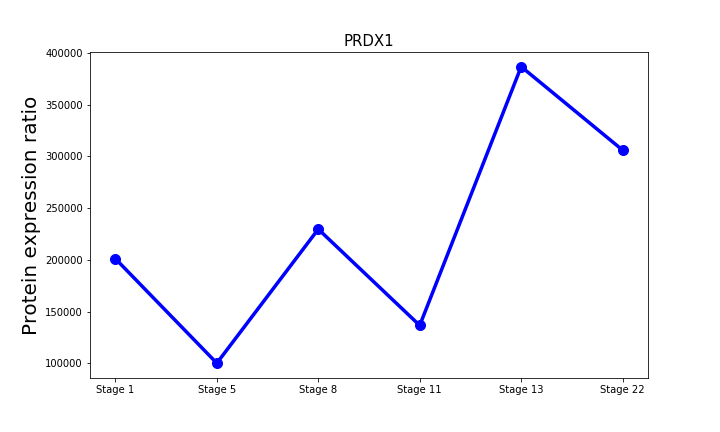 PRDX1
Protein expression ratio
400000
350000
300000
250000
200000
150000
100000
Stage 1 Stage 5 Stage 8 Stage 11 Stage 13 Stage 22